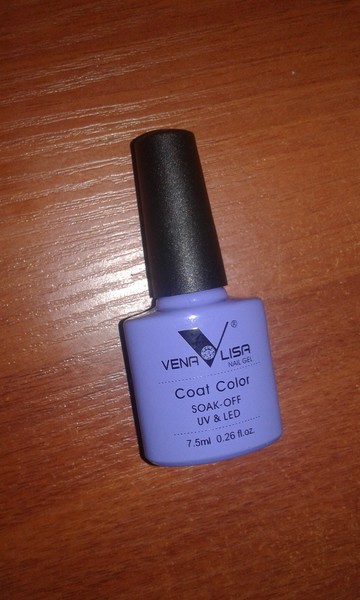 VENA LISA®
NAIL GEL
Coat Color
SOAK-OFF
UV & LED
7.5ml 0.26 fl.oz.